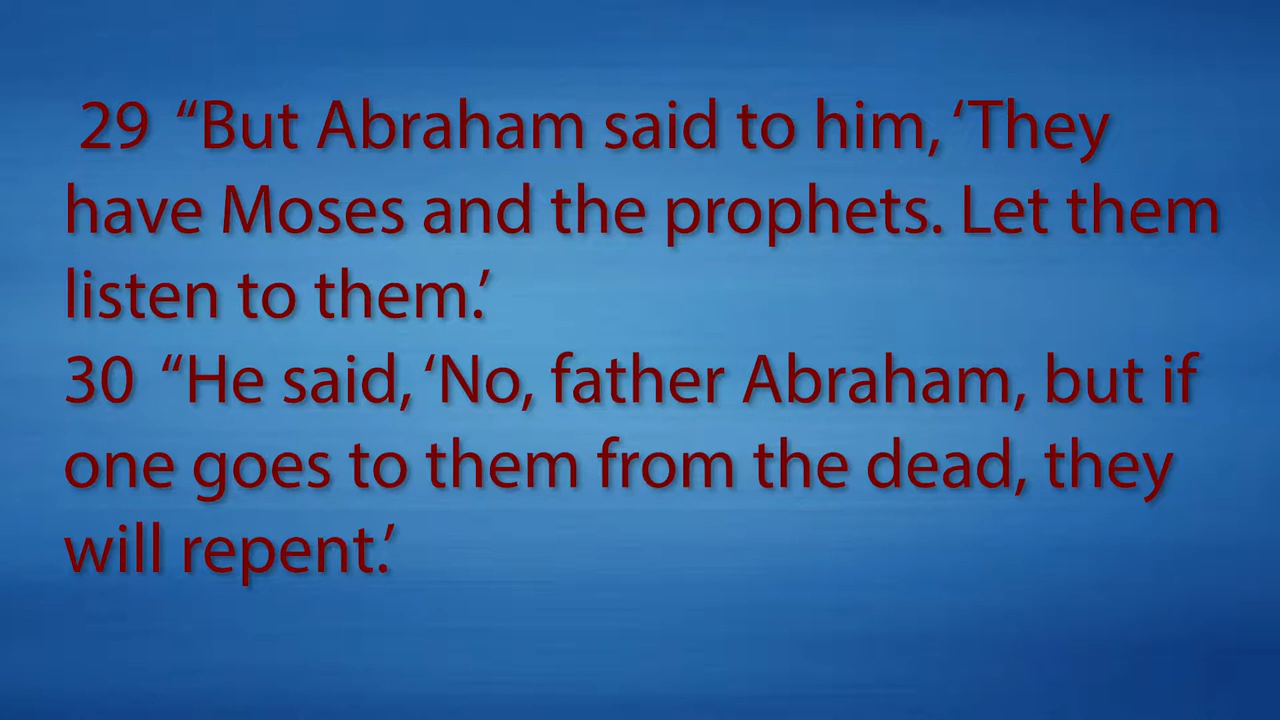 29 “But Abraham said to him, ‘They
have Moses and the prophets. Let them
listen to them.’
30 “He said, ‘No, father Abraham, but if
one goes to them from the dead, they
will repent.’